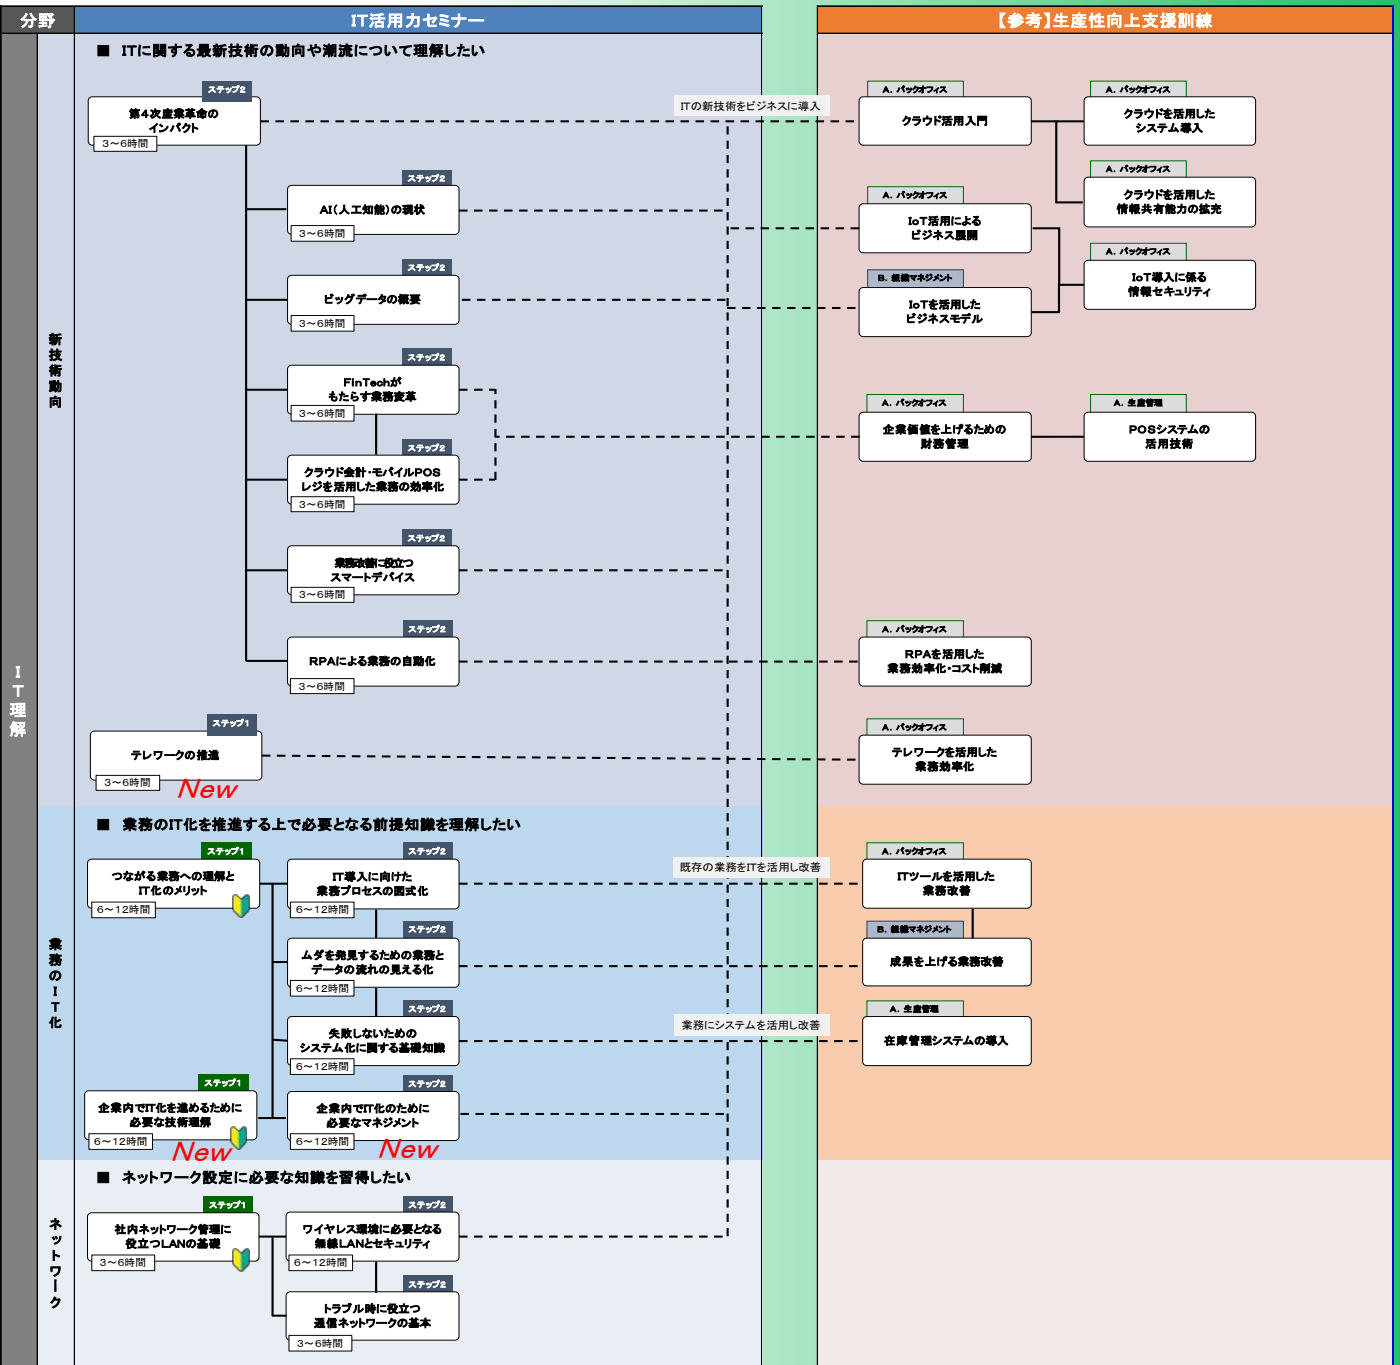 分野
IT活用力セミナー
【参考】生産性向上支援訓練
IT理解
新技術動向
■ ITに関する最新技術の動向や潮流について理解したい
ステップ2
第4次産業革命の
インパクト
3～6時間
ITの新技術をビジネスに導入
A. バックオフィス
クラウド活用入門
A. バックオフィス
クラウドを活用した
システム導入
A. バックオフィス
クラウドを活用した
情報共有能力の拡充
ステップ2
AI(人工知能)の現状
3～6時間
A. バックオフィス
IoT活用による
ビジネス展開
A. バックオフィス
IoT導入に係る
情報セキュリティ
ステップ2
ビッグデータの概要
3～6時間
B. 組織マネジメント
IoTを活用した
ビジネスモデル
ステップ2
FinTechが
もたらす業務変革
3～6時間
A. バックオフィス
企業価値を上げるための
財務管理
A. 生産管理
POSシステムの
活用技術
ステップ2
クラウド会計・モバイルPOS
レジを活用した業務の効率化
3～6時間
ステップ2
業務改善に役立つ
スマートデバイス
3～6時間
ステップ2
RPAによる業務の自動化
3～6時間
A. バックオフィス
RPAを活用した
業務効率化・コスト削減
ステップ1
テレワークの推進
3～6時間
New
A. バックオフィス
テレワークを活用した
業務効率化
業務のIT化
■ 業務のIT化を推進する上で必要となる前提知識を理解したい
ステップ1
つながる業務への理解と
IT化のメリット
6～12時間
ステップ2
IT導入に向けた
業務プロセスの図式化
6～12時間
既存の業務をITを活用し改善
A. バックオフィス
ITツールを活用した
業務改善
ステップ2
ムダを発見するための業務と
データの流れの見える化
6～12時間
B. 組織マネジメント
成果を上げる業務改善
ステップ2
失敗しないための
システム化に関する基礎知識
6～12時間
業務にシステムを活用し改善
A. 生産管理
在庫管理システムの導入
ステップ1
企業内でIT化を進めるために
必要な技術理解
6～12時間
New
ステップ2
企業内でIT化のために
必要なマネジメント
6～12時間
New
ネットワーク
■ ネットワーク設定に必要な知識を習得したい
ステップ1
社内ネットワーク管理に
役立つLANの基礎
3～6時間
ステップ2
ワイヤレス環境に必要となる
無線LANとセキュリティ
6～12時間
ステップ2
トラブル時に役立つ
通信ネットワークの基本
3～6時間